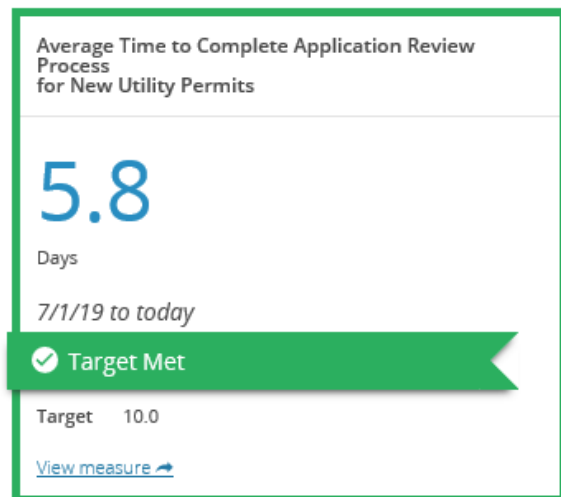 Average Time to Complete Application Review
Process
for New Utility Permits
5.8
Days
7/1/19 to today
Target Met
Target 10.0
View measure